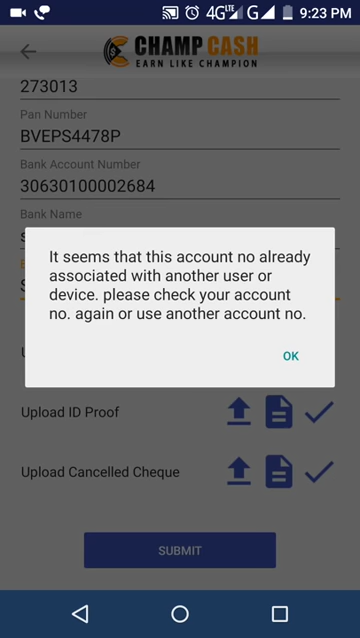 4G LTE G 9:23 PM
CHAMP CASH
EARN LIKE CHAMPION
273013
Pan Number
BVEPS4478P
Bank Account Number
30630100002684
Bank Name
It seems that this account no already
associated with another user or
device. please check your account
no. again or use another account no.
OK
Upload ID Proof
Upload Cancelled Cheque
SUBMIT